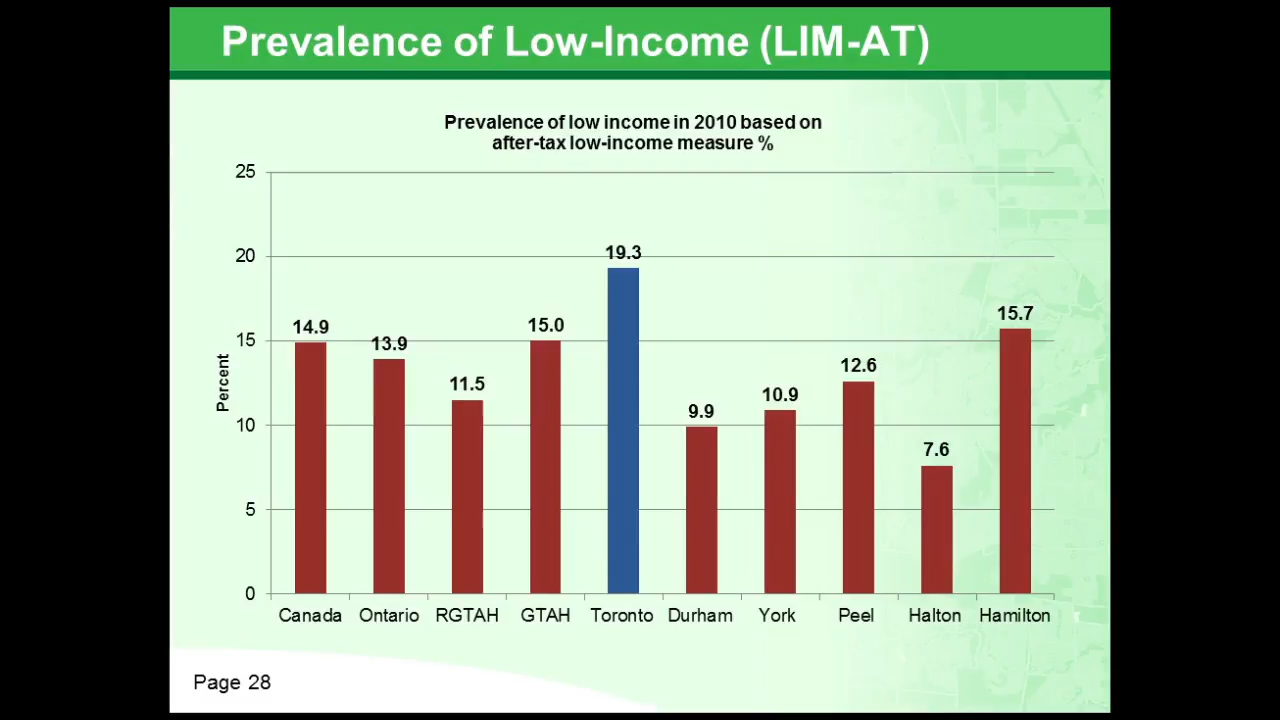 Prevalence of Low-Income (LIM-AT)
Prevalence of low income in 2010 based on
after-tax low-income measure %
25
20
15
10
5
0
Percent
14.9
13.9
11.5
15.0
19.3
9.9
10.9
12.6
7.6
15.7
Canada Ontario RGTAH GTAH Toronto Durham York Peel Halton Hamilton
Page 28